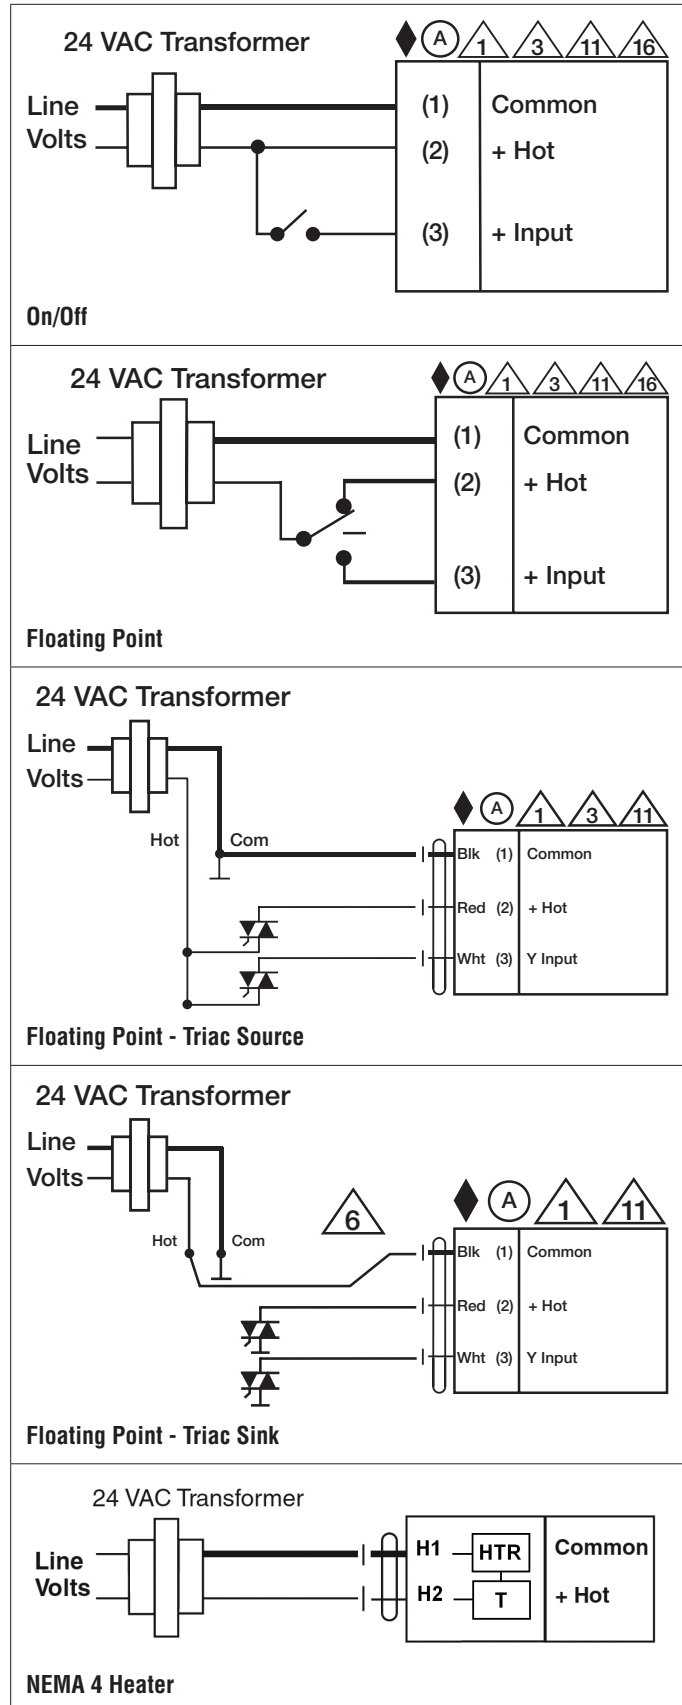 24 VAC Transformer
A 1 3 11 16
Line
Volts
(1) Common
(2) + Hot
(3) + Input
On/Off
24 VAC Transformer
A 1 3 11 16
Line
Volts
(1) Common
(2) + Hot
(3) + Input
Floating Point
24 VAC Transformer
Line
Volts
Hot Com
A 1 3 11
Blk (1) Common
Red (2) + Hot
Wht (3) Y Input
Floating Point - Triac Source
24 VAC Transformer
Line
Volts
Hot Com
6
A 1 11
Blk (1) Common
Red (2) + Hot
Wht (3) Y Input
Floating Point - Triac Sink
24 VAC Transformer
Line
Volts
H1 HTR Common
H2 T + Hot
NEMA 4 Heater